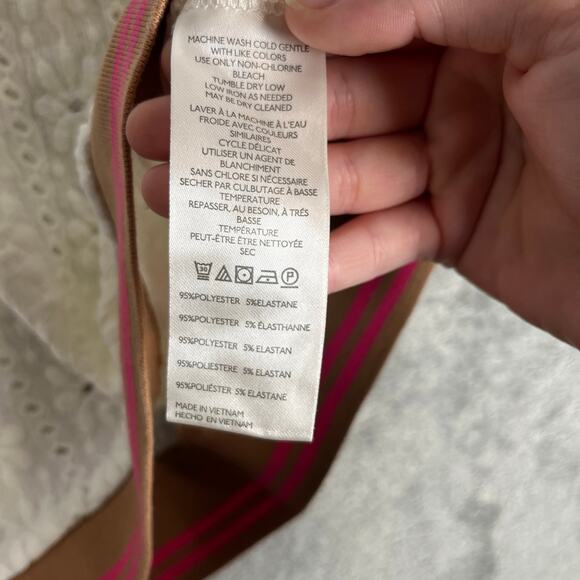 MACHINE WASH COLD GENTLE
WITH LIKE COLORS
USE ONLY NON-CHLORINE
BLEACH
TUMBLE DRY LOW
LOW IRON AS NEEDED
MAY BE DRY CLEANED
LAVER À LA MACHINE À L'EAU
FROIDE AVEC COULEURS
SIMILAIRES
CYCLE DÉLICAT
UTILISER UN AGENT DE
BLANCHIMENT
SANS CHLORE SI NÉCESSAIRE
SECHER PAR CULBUTAGE À BASSE
TEMPERATURE
REPASSER, AU BESOIN, À TRÉS
BASSE
TEMPÉRATURE
PEUT-ÊTRE ÊTRE NETTOYÉE
SEC
30 P
95%POLYESTER 5%ELASTANE
95%POLYESTER 5% ÉLASTHANNE
95%POLYESTER 5% ELASTAN
95%POLIESTERE 5% ELASTAN
95%POLIÉSTER 5% ELASTANE
MADE IN VIETNAM
HECHO EN VIETNAM